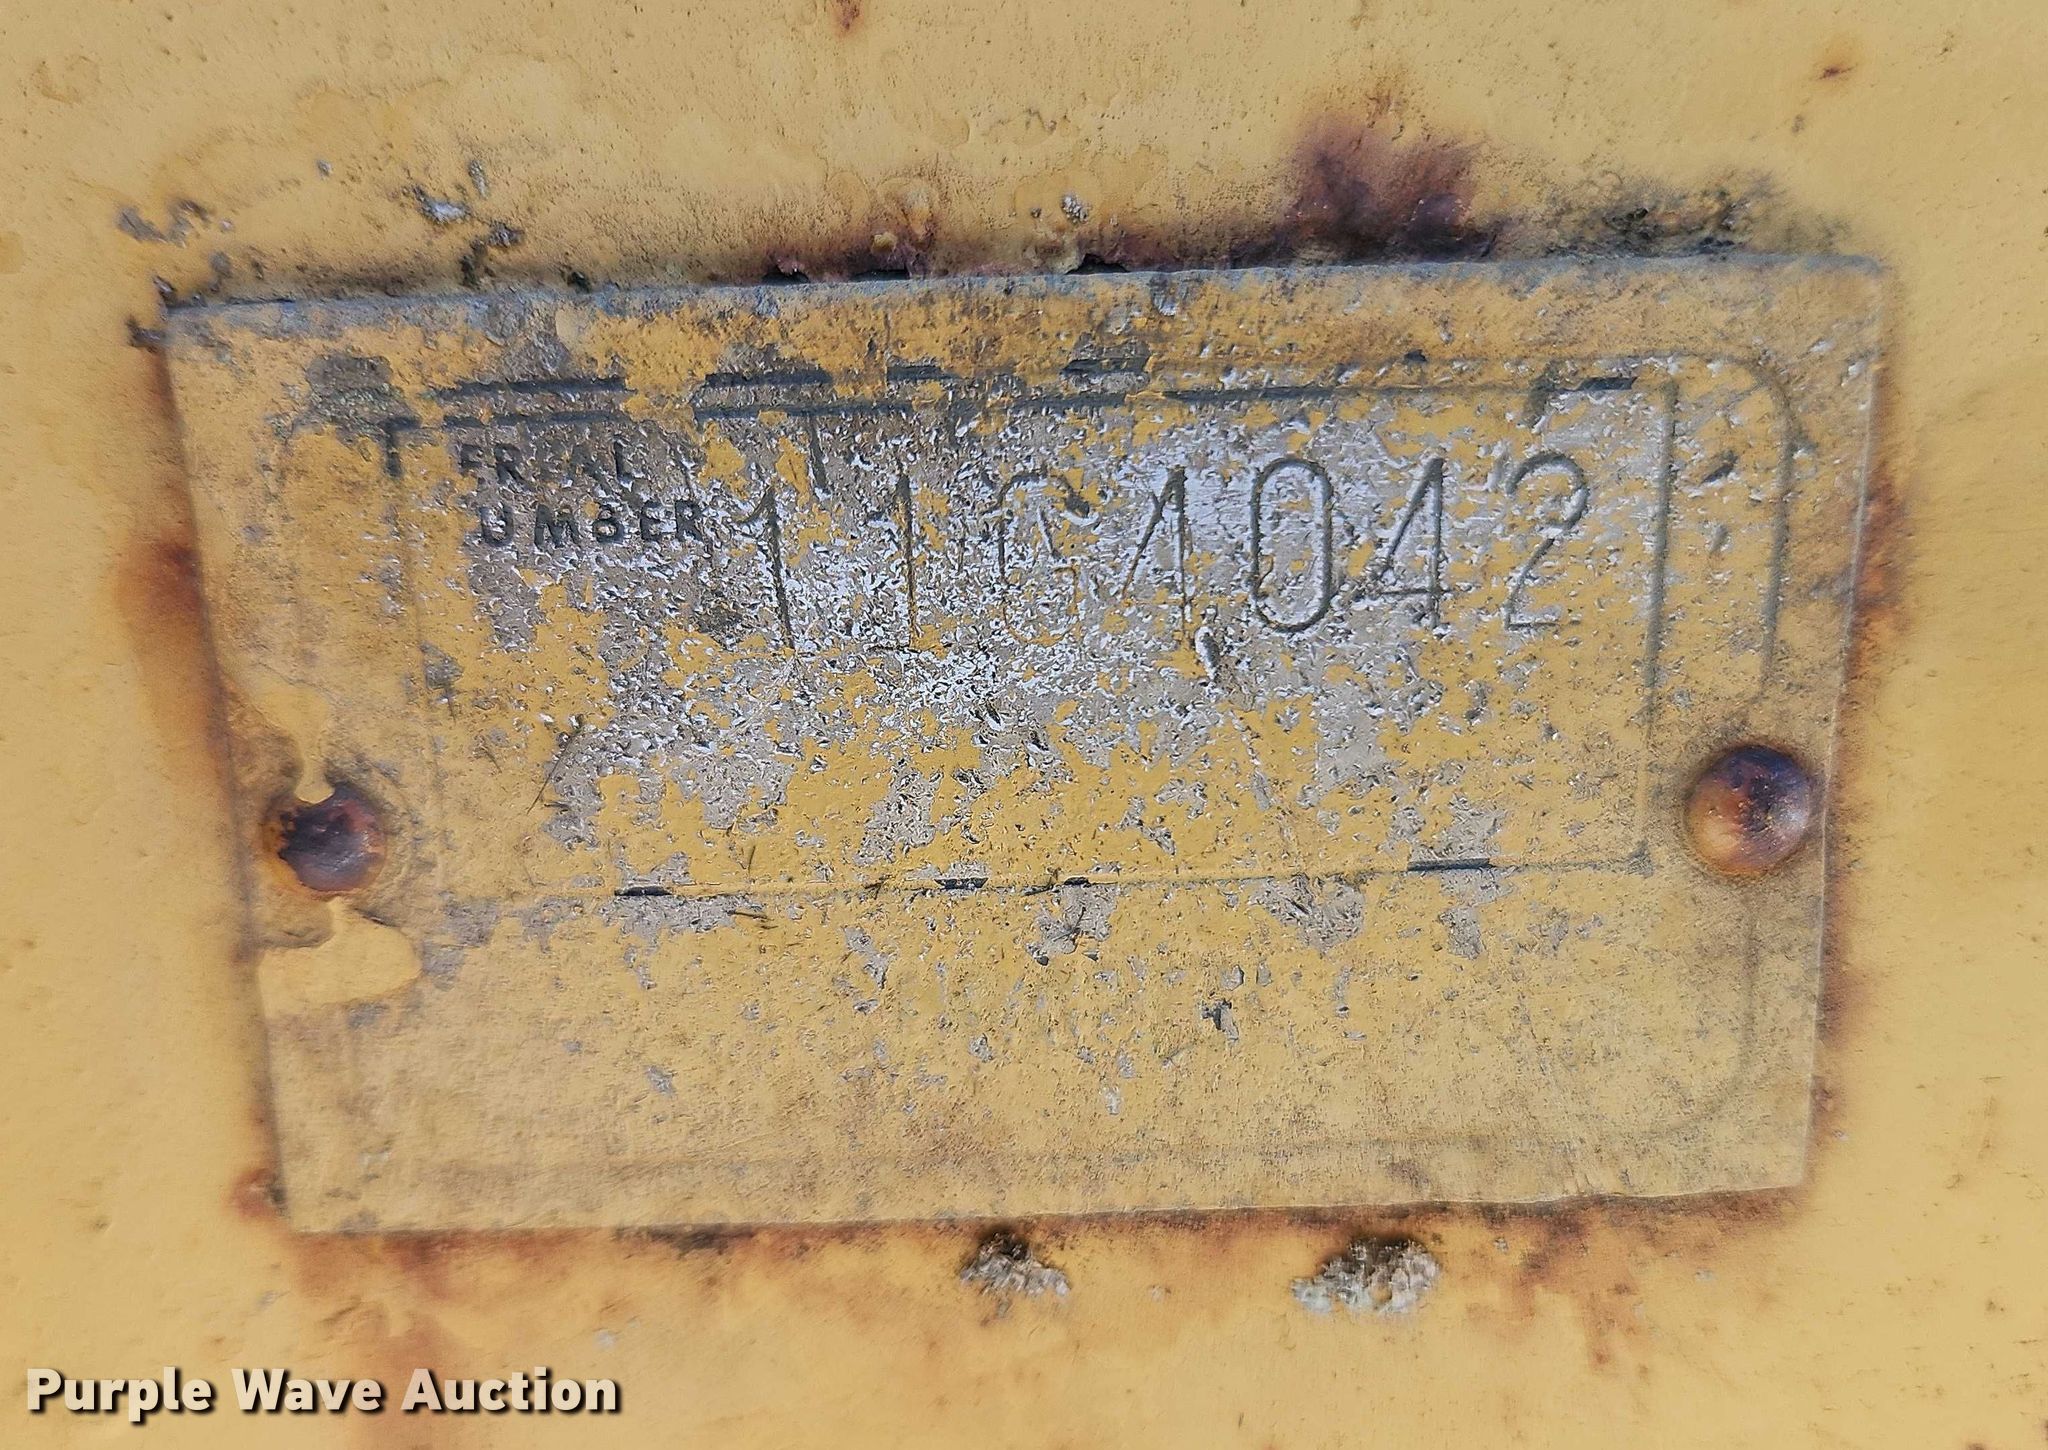 ERIAL
UMBER 11G4042
Purple Wave Auction